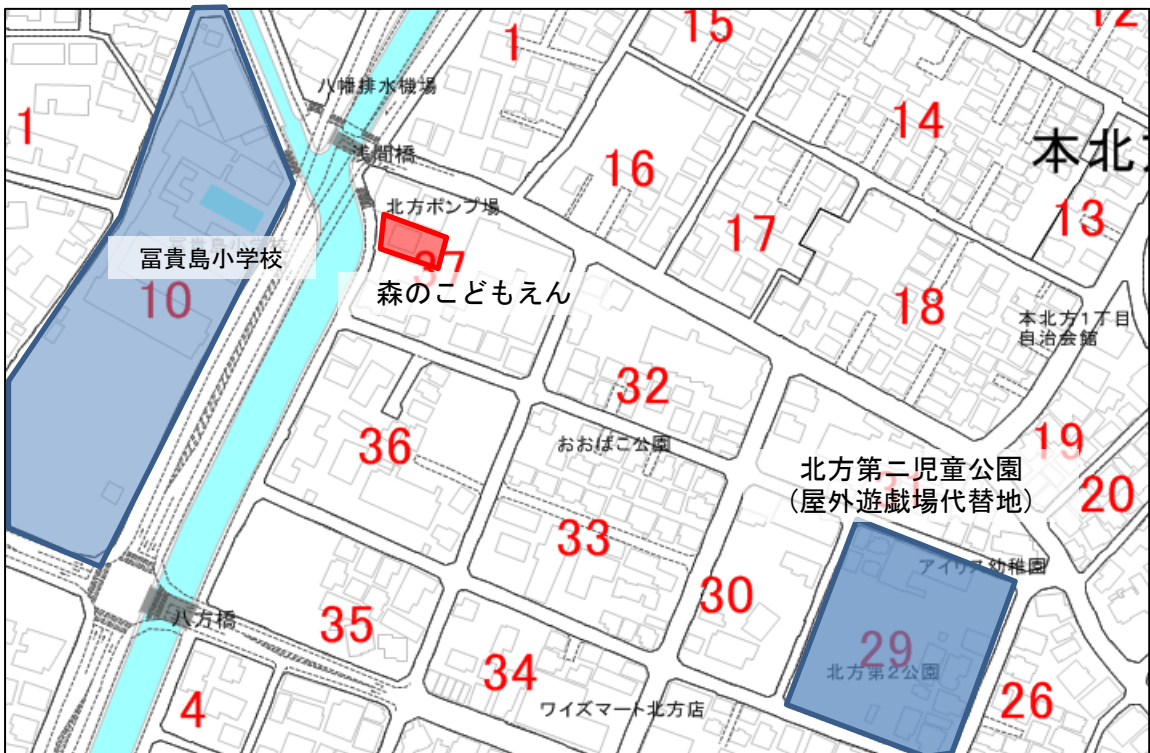 1
15
12
八幡排水機場
14
本北方
1
浅間橋
16
13
北方ポンプ場
17
冨貴島小学校
37
森のこどもえん
10
18
本北方1丁目
自治会館
32
36
おおばこ公園
19
北方第二児童公園
(屋外遊戯場代替地)
31
20
33
アイリス幼稚園
30
八方橋
35
29
34
北方第2公園
26
4
ワイズマート北方店